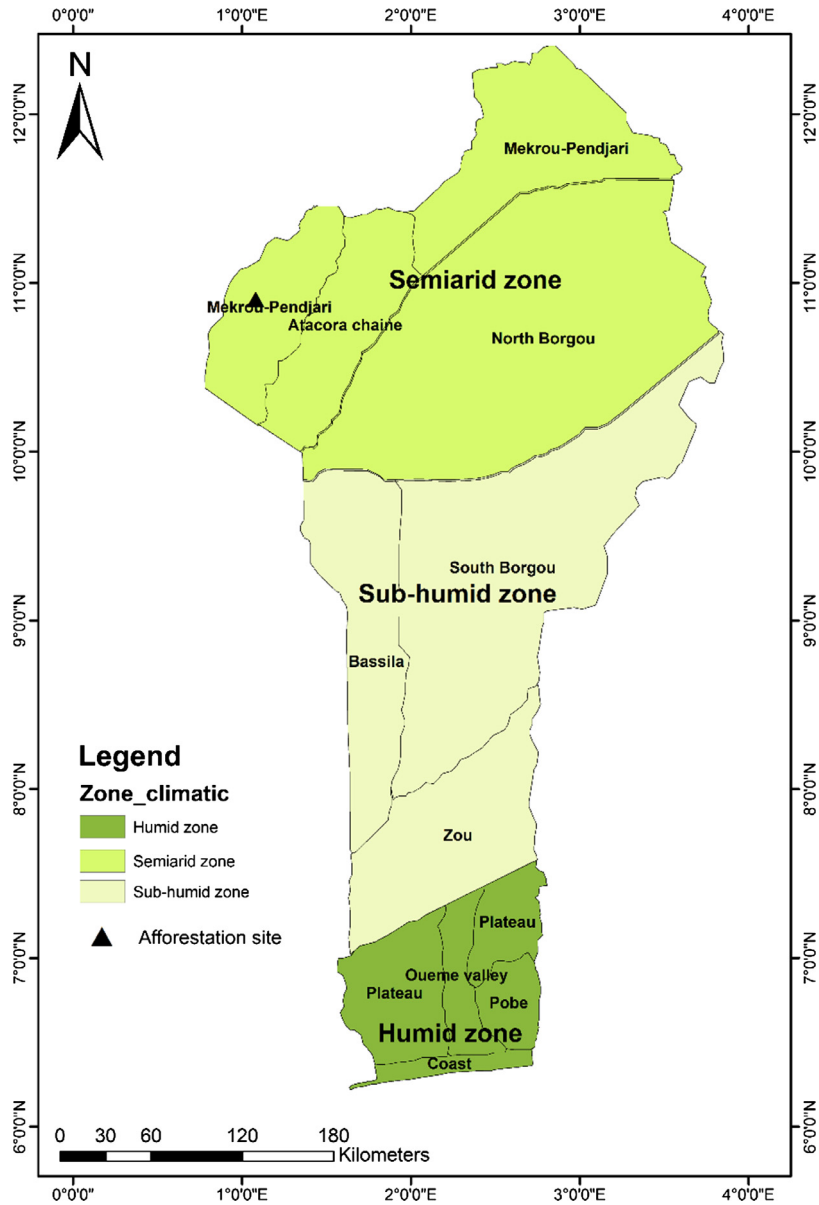 0°0'0" 1°0'0"E 2°0'0"E 3°0'0"E 4°0'0"E
N
12°0'0"N
12°0'0"N
Mekrou-Pendjari
11°0'0"N
Semiarid zone
11°0'0"N
Mekrou-Pendjari
Atacora chaine
North Borgou
10°0'0"N
10°0'0"N
South Borgou
Sub-humid zone
9°0'0"N
9°0'0"N
Bassila
Legend
Zone_climatic
8°0'0"N
8°0'0"N
Humid zone
Zou
Semiarid zone
Sub-humid zone
Plateau
Afforestation site
7°0'0"N
7°0'0"N
Oueme valley
Plateau
Pobe
Humid zone
Coast
6°0'0"N
6°0'0"N
0 30 60 120 180
Kilometers
0°0'0" 1°0'0"E 2°0'0"E 3°0'0"E 4°0'0"E